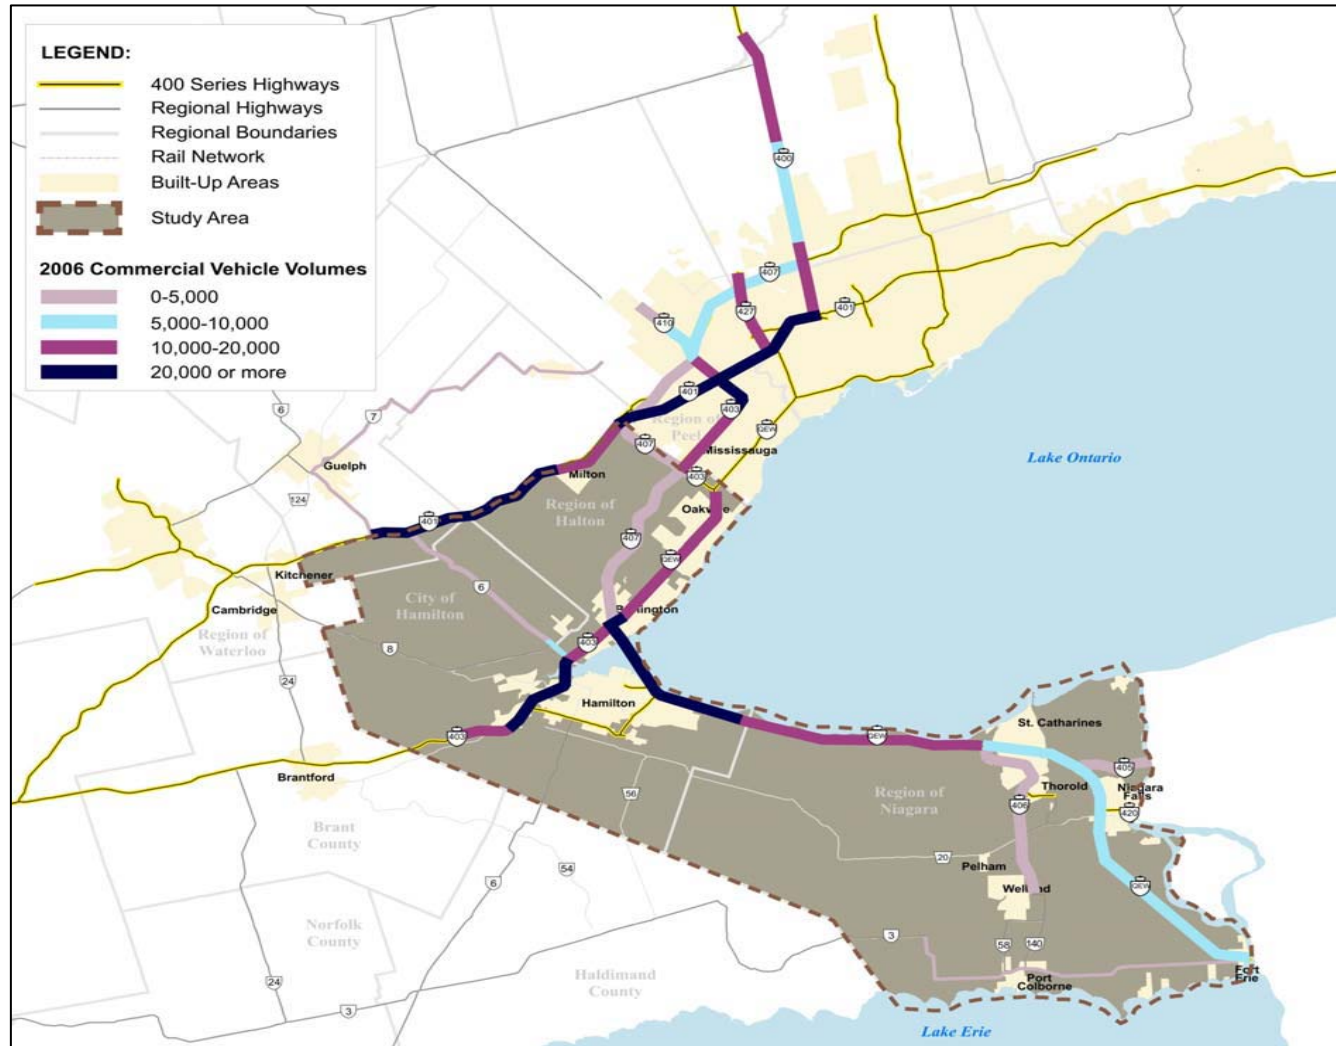 LEGEND:
400 Series Highways
Regional Highways
Regional Boundaries
Rail Network
Built-Up Areas
Study Area
2006 Commercial Vehicle Volumes
0-5,000
5,000-10,000
10,000-20,000
20,000 or more
400
407
427
401
410
401
403
Region of
Peel
QEW
6
7
407
Mississauga
Lake Ontario
Guelph
Milton
403
124
Region of
Halton
Oakville
401
407
QEW
Kitchener
6
Cambridge
City of
Hamilton
Burlington
Region of
Waterloo
403
8
24
Hamilton
St. Catharines
403
QEW
405
Brantford
Thorold
Niagara
Falls
56
Region of
Niagara
406
420
Brant
County
20
54
Pelham
6
Welland
QEW
Norfolk
County
3
58
140
24
Haldimand
County
Port
Colborne
Fort
Erie
3
Lake Erie